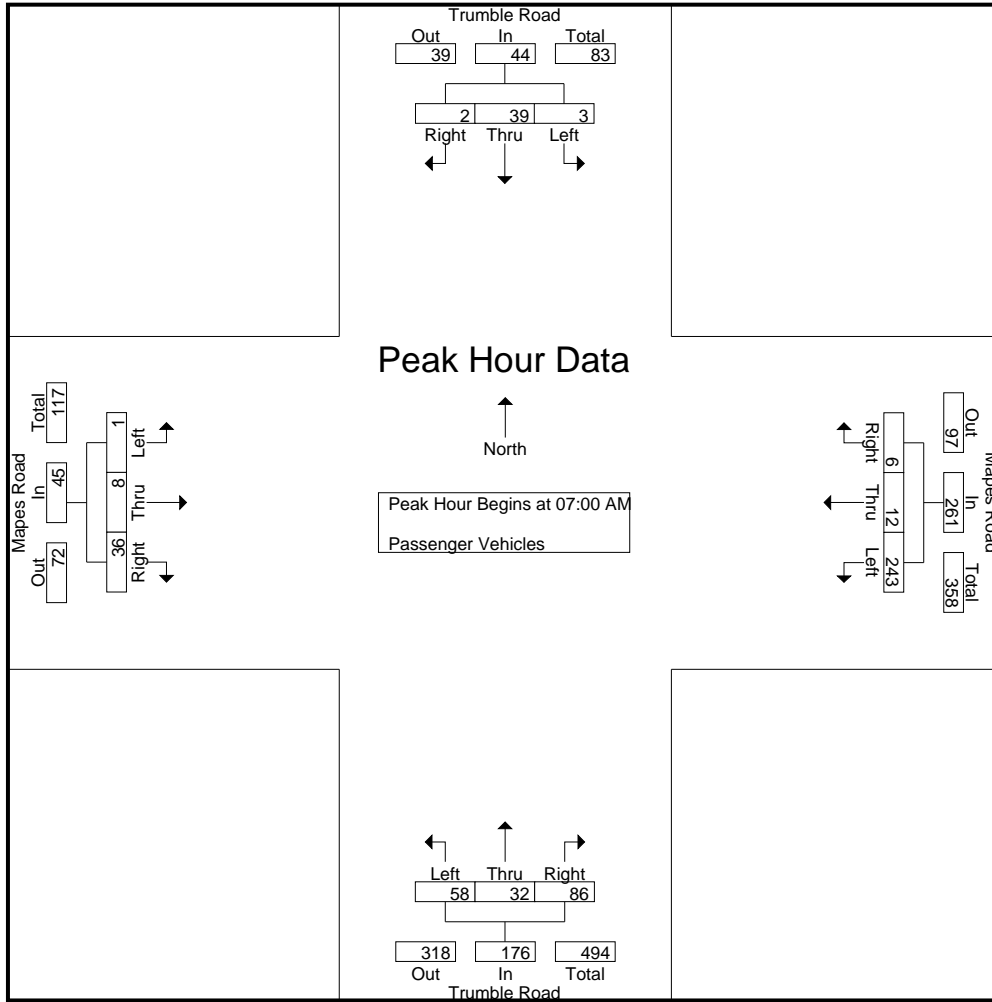 Trumble Road
Out In Total
39 44 83
2 39 3
Right Thru Left
Peak Hour Data
North
Peak Hour Begins at 07:00 AM
Passenger Vehicles
Mapes Road
Out In Total
72 45 117
36 8 1
Right Thru Left
Mapes Road
Out In Total
97 261 358
6 12 243
Right Thru Left
Left Thru Right
58 32 86
318 176 494
Out In Total
Trumble Road